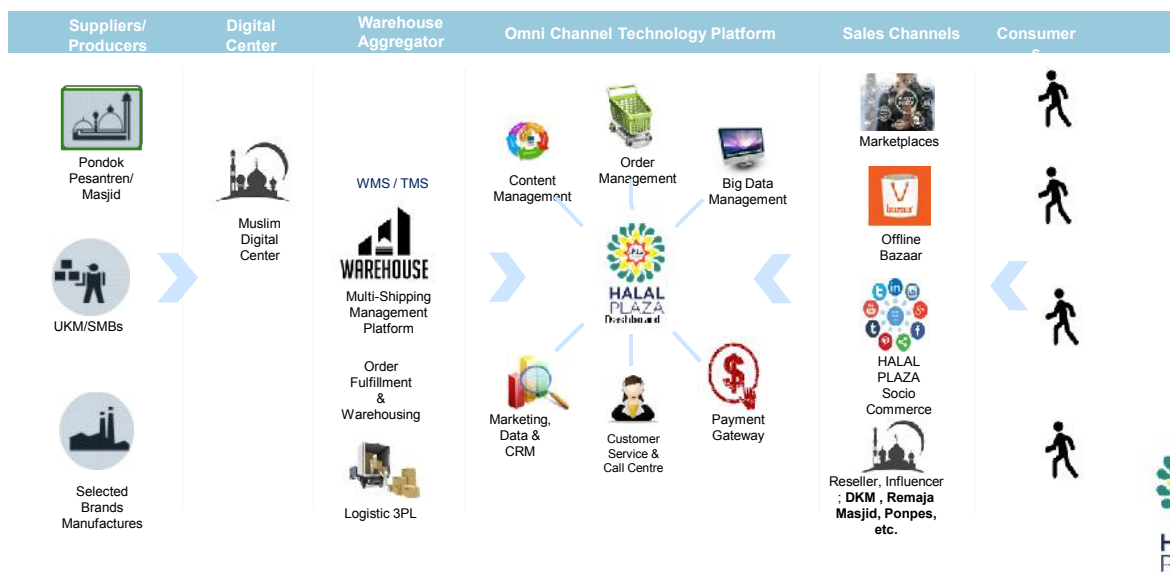 Suppliers/
Producers
Digital
Center
Warehouse
Aggregator
Omni Channel Technology Platform
Sales Channels
Consumer
s
Pondok
Pesantren/
Masjid
UKM/SMBs
Selected
Brands
Manufactures
Muslim
Digital
Center
WMS / TMS
WAREHOUSE
Multi-Shipping
Management
Platform
Order
Fulfillment
&
Warehousing
Logistic 3PL
Content
Management
Order
Management
Big Data
Management
HALAL
PLAZA
Dashboard
Marketing,
Data &
CRM
Customer
Service &
Call Centre
Payment
Gateway
Marketplaces
bazaar
Offline
Bazaar
HALAL
PLAZA
Socio
Commerce
Reseller, Influencer
; DKM , Remaja
Masjid, Ponpes,
etc.